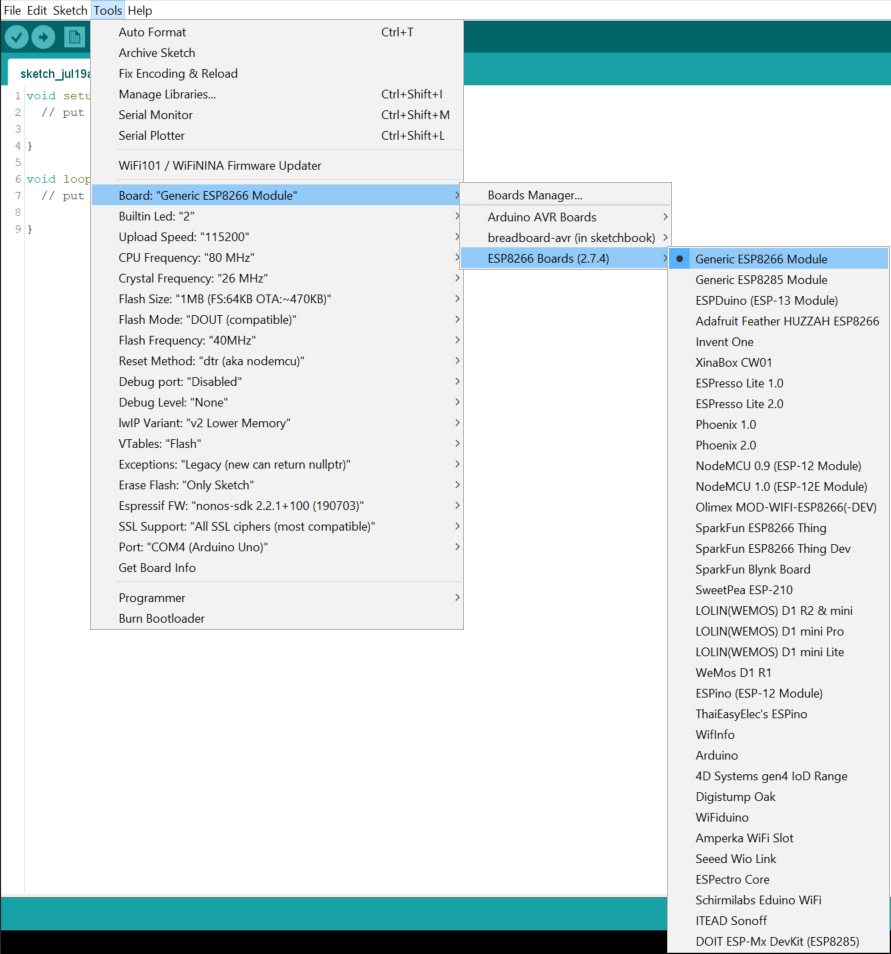 File Edit Sketch Tools Help
Auto Format Ctrl+T
Archive Sketch
Fix Encoding & Reload
Manage Libraries... Ctrl+Shift+I
Serial Monitor Ctrl+Shift+M
Serial Plotter Ctrl+Shift+L
WiFi101 / WiFiNINA Firmware Updater
Board: "Generic ESP8266 Module"
Builtin Led: "2"
Upload Speed: "115200"
CPU Frequency: "80 MHz"
Crystal Frequency: "26 MHz"
Flash Size: "1MB (FS:64KB OTA:~470KB)"
Flash Mode: "DOUT (compatible)"
Flash Frequency: "40MHz"
Reset Method: "dtr (aka nodemcu)"
Debug port: "Disabled"
Debug Level: "None"
lwIP Variant: "v2 Lower Memory"
VTables: "Flash"
Exceptions: "Legacy (new can return nullptr)"
Erase Flash: "Only Sketch"
Espressif FW: "nonos-sdk 2.2.1+100 (190703)"
SSL Support: "All SSL ciphers (most compatible)"
Port: "COM4 (Arduino Uno)"
Get Board Info
Programmer
Burn Bootloader
Boards Manager...
Arduino AVR Boards
breadboard-avr (in sketchbook)
ESP8266 Boards (2.7.4)
Generic ESP8266 Module
Generic ESP8285 Module
ESPDuino (ESP-13 Module)
Adafruit Feather HUZZAH ESP8266
Invent One
XinaBox CW01
ESPresso Lite 1.0
ESPresso Lite 2.0
Phoenix 1.0
Phoenix 2.0
NodeMCU 0.9 (ESP-12 Module)
NodeMCU 1.0 (ESP-12E Module)
Olimex MOD-WIFI-ESP8266(-DEV)
SparkFun ESP8266 Thing
SparkFun ESP8266 Thing Dev
SparkFun Blynk Board
SweetPea ESP-210
LOLIN(WEMOS) D1 R2 & mini
LOLIN(WEMOS) D1 mini Pro
LOLIN(WEMOS) D1 mini Lite
WeMos D1 R1
ESPino (ESP-12 Module)
ThaiEasyElec's ESPino
WifInfo
Arduino
4D Systems gen4 IoD Range
Digistump Oak
WiFiduino
Amperka WiFi Slot
Seeed Wio Link
ESPectro Core
Schirmilabs Eduino WiFi
ITEAD Sonoff
DOIT ESP-Mx DevKit (ESP8285)
sketch_jul19a
1 void setu
2 // put
3
4 }
5
6 void loop
7 // put
8
9 }